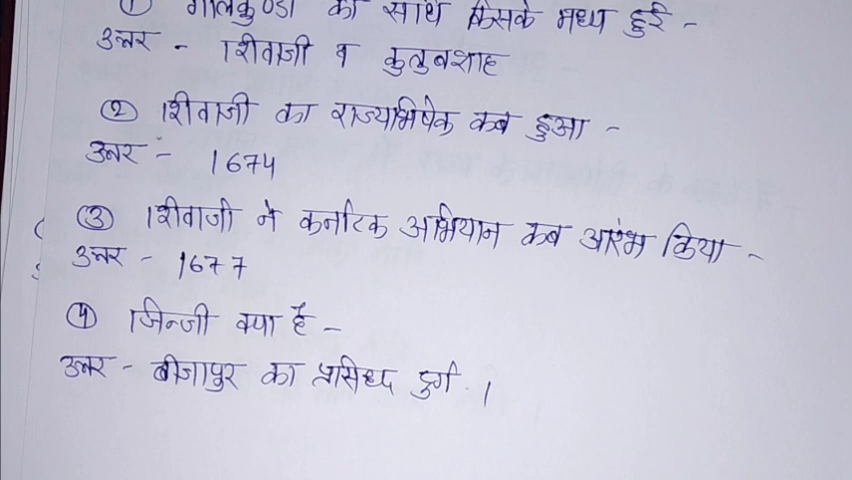 ① गोलकुण्डा का साथ किसके मध्य हुई -
उत्तर - शिवाजी व कुतुबशाह
② शिवाजी का राज्याभिषेक कब हुआ -
उत्तर - 1674
③ शिवाजी ने कर्नाटक अभियान कब आरंभ किया -
उत्तर - 1677
④ जिन्जी क्या है -
उत्तर - बीजापुर का प्रसिध्द दुर्ग ।